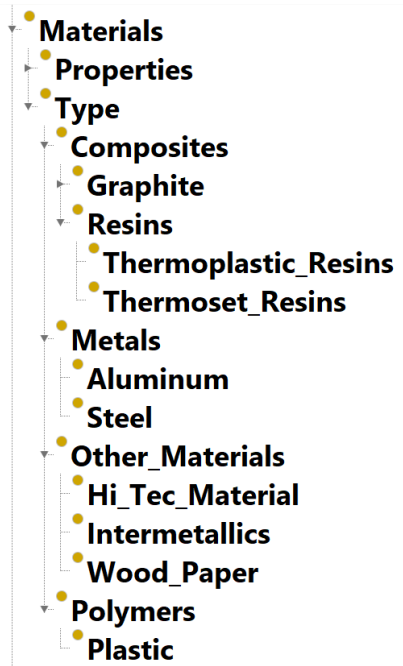 Materials
Properties
Type
Composites
Graphite
Resins
Thermoplastic_Resins
Thermoset_Resins
Metals
Aluminum
Steel
Other_Materials
Hi_Tec_Material
Intermetallics
Wood_Paper
Polymers
Plastic